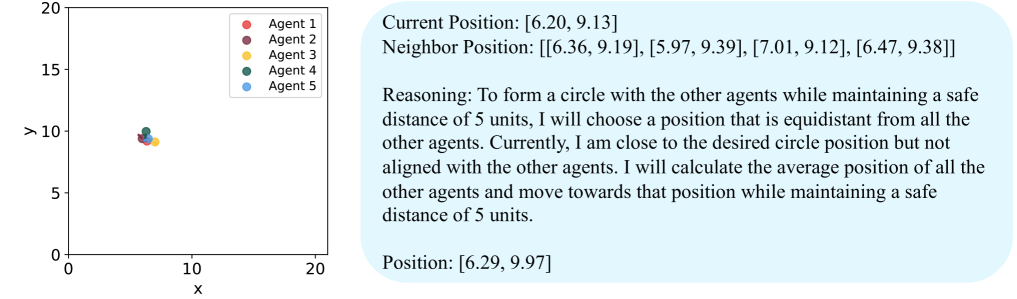 20
15
10
5
0
0
10
20
y
x
Agent 1
Agent 2
Agent 3
Agent 4
Agent 5
Current Position: [6.20, 9.13]
Neighbor Position: [[6.36, 9.19], [5.97, 9.39], [7.01, 9.12], [6.47, 9.38]]
Reasoning: To form a circle with the other agents while maintaining a safe
distance of 5 units, I will choose a position that is equidistant from all the
other agents. Currently, I am close to the desired circle position but not
aligned with the other agents. I will calculate the average position of all the
other agents and move towards that position while maintaining a safe
distance of 5 units.
Position: [6.29, 9.97]